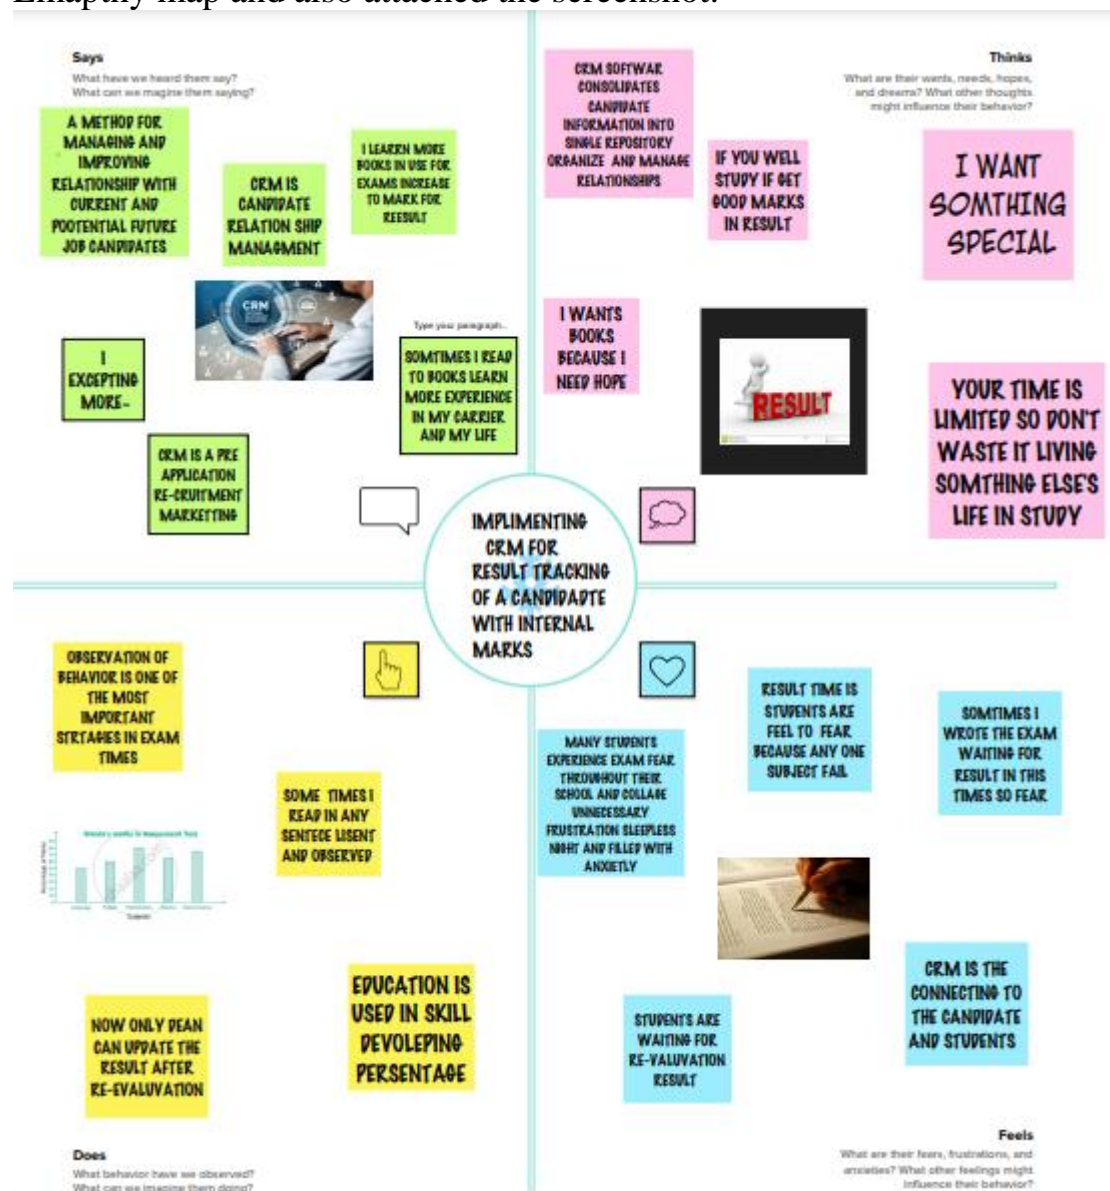 Emapthy map and also attached the screenshot.
Says
What have we heard them say?
What can we magine them saying?
A METHOD FOR
MANAGING AND
IMPROVING
RELATIONSHIP WITH
CURRENT AND
POOTENTIAL FUTURE
JOB CANDIDATES
CRM IS
CANDIDATE
RELATION SHIP
MANAGMENT
I LEARRN MORE
BOOKS IN USE FOR
EXAMS INCREASE
TO MARK FOR
REESULT
CRM
I
EXCEPTING
MORE..
Type your paragraph...
SOMTIMES I READ
TO BOOKS LEARN
MORE EXPERIENCE
IN MY CARRIER
AND MY LIFE
CRM IS A PRE
APPLICATION
RE-CRUITMENT
MARKETTING
Thinks
What are their wants, needs, hopes,
and dreams? What other thoughts
might influence their behavior?
CRM SOFTWAR
CONSOLIDATES
CANDIDATE
INFORMATION INTO
SINGLE REPOSITORY
ORGANIZE AND MANAGE
RELATIONSHIPS
IF YOU WELL
STUDY IF GET
GOOD MARKS
IN RESULT
I WANT
SOMTHING
SPECIAL
I WANTS
BOOKS
BECAUSE I
NEED HOPE
RESULT
YOUR TIME IS
LIMITED SO DON'T
WASTE IT LIVING
SOMTHING ELSE'S
LIFE IN STUDY
IMPLIMENTING
CRM FOR
RESULT TRACKING
OF A CANDIDADTE
WITH INTERNAL
MARKS
OBSERVATION OF
BEHAVIOR IS ONE OF
THE MOST
IMPORTANT
STRTAGIES IN EXAM
TIMES
SOME TIMES I
READ IN ANY
SENTECE LISENT
AND OBSERVED
NOW ONLY DEAN
CAN UPDATE THE
RESULT AFTER
RE-EVALUVATION
EDUCATION IS
USED IN SKILL
DEVOLEPING
PERSENTAGE
Does
What behavior have we observed?
What can we imagine them doing?
MANY STUDENTS
EXPERIENCE EXAM FEAR
THROUGHOUT THEIR
SCHOOL AND COLLAGE
UNNECESSARY
FRUSTRATION SLEEPLESS
NIGHT AND FILLED WITH
ANXIETLY
RESULT TIME IS
STUDENTS ARE
FEEL TO FEAR
BECAUSE ANY ONE
SUBJECT FAIL
SOMTIMES I
WROTE THE EXAM
WAITING FOR
RESULT IN THIS
TIMES SO FEAR
STUDENTS ARE
WAITING FOR
RE-VALUVATION
RESULT
CRM IS THE
CONNECTING TO
THE CANDIDATE
AND STUDENTS
Feels
What are their fears, frustrations, and
anxieties? What other feelings might
influence their behavior?